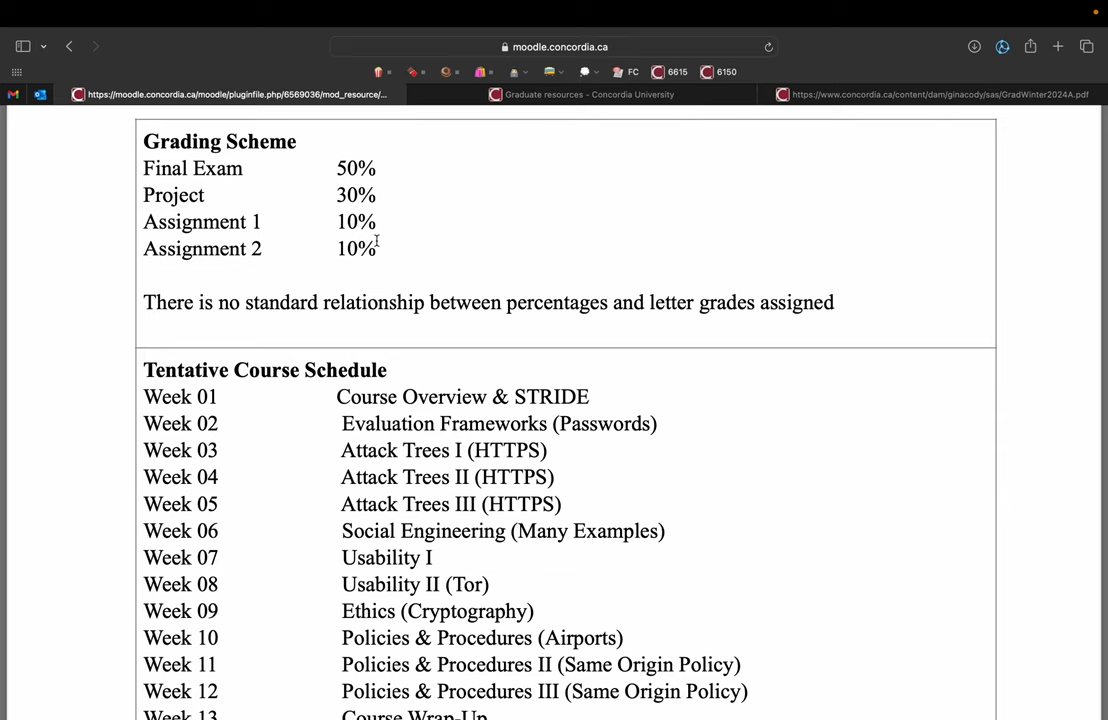 moodle.concordia.ca
FC
6615
6150
https://moodle.concordia.ca/moodle/pluginfile.php/6569036/mod_resource/...
Graduate resources - Concordia University
https://www.concordia.ca/content/dam/ginacody/sas/GradWinter2024A.pdf
Grading Scheme
Final Exam 50%
Project 30%
Assignment 1 10%
Assignment 2 10%
There is no standard relationship between percentages and letter grades assigned
Tentative Course Schedule
Week 01 Course Overview & STRIDE
Week 02 Evaluation Frameworks (Passwords)
Week 03 Attack Trees I (HTTPS)
Week 04 Attack Trees II (HTTPS)
Week 05 Attack Trees III (HTTPS)
Week 06 Social Engineering (Many Examples)
Week 07 Usability I
Week 08 Usability II (Tor)
Week 09 Ethics (Cryptography)
Week 10 Policies & Procedures (Airports)
Week 11 Policies & Procedures II (Same Origin Policy)
Week 12 Policies & Procedures III (Same Origin Policy)
Week 13 Course Wrap-Up